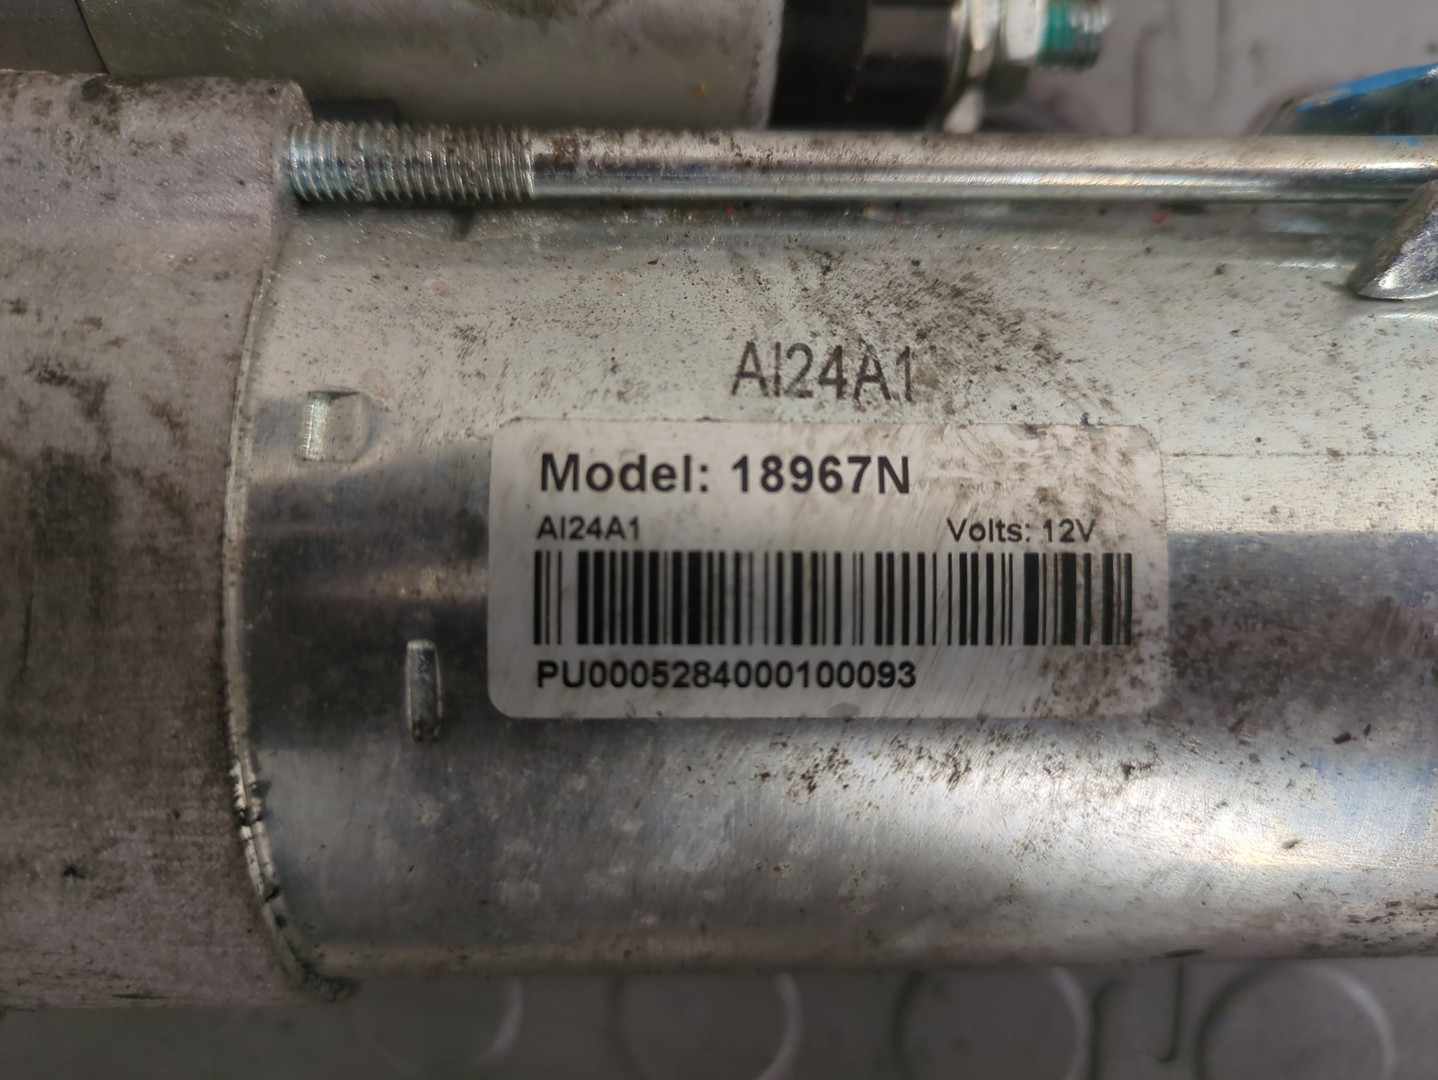 AI24A1
Model: 18967N
AI24A1 Volts: 12V
PU0005284000100093